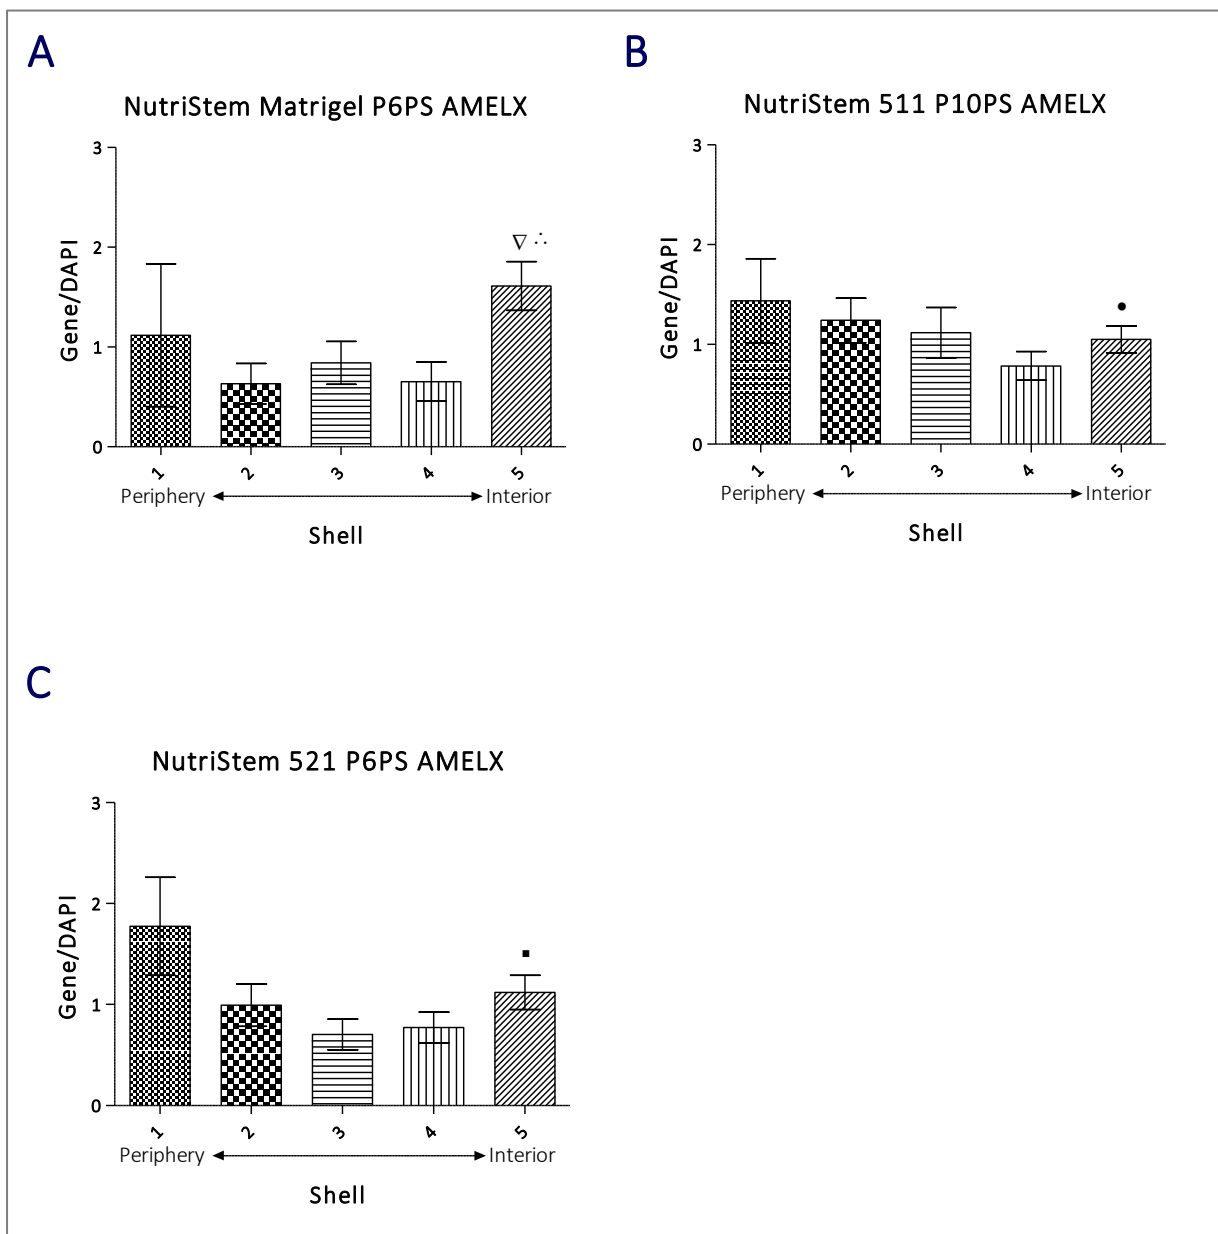 A
NutriStem Matrigel P6PS AMELX
3
2
1
0
Gene/DAPI
∇ ∴
1 2 3 4 5
Periphery Interior
Shell
B
NutriStem 511 P10PS AMELX
3
2
1
0
Gene/DAPI
•
1 2 3 4 5
Periphery Interior
Shell
C
NutriStem 521 P6PS AMELX
3
2
1
0
Gene/DAPI
▪
1 2 3 4 5
Periphery Interior
Shell